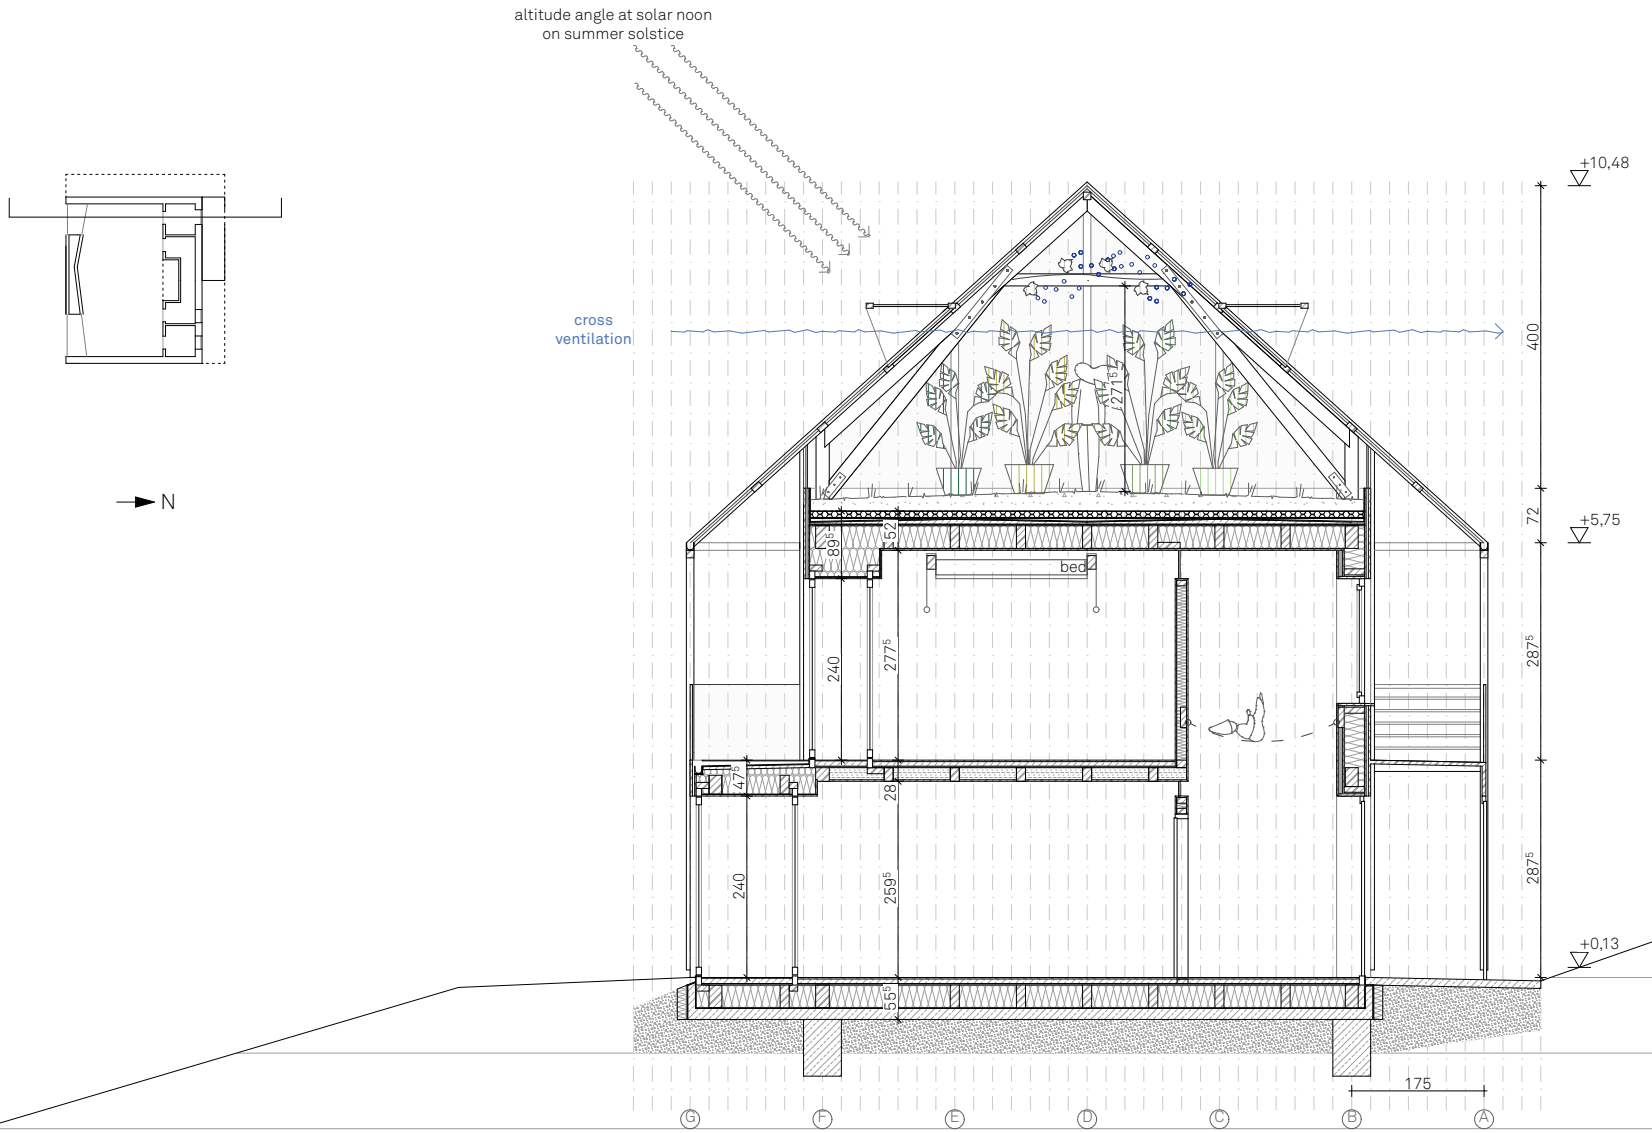 altitude angle at solar noon
on summer solstice
+10,48
cross
ventilation
400
271⁵
N
72
+5,75
52
89⁵
bed
240
277⁵
287⁵
47⁵
28
240
259⁵
287⁵
+0,13
55⁵
175
G F E D C B A